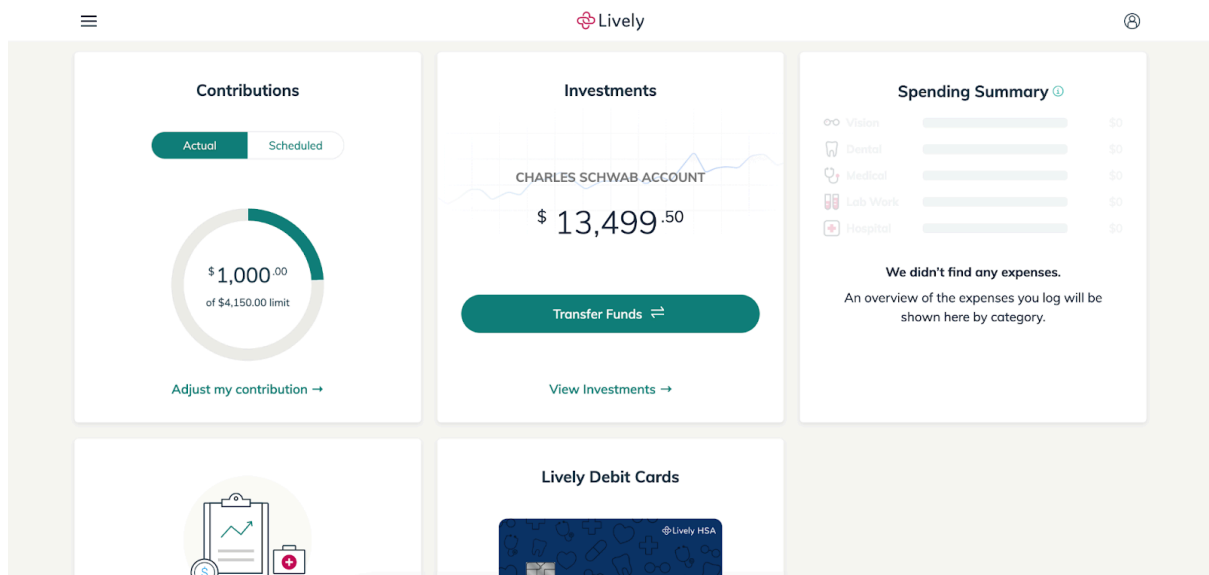 Lively
Contributions
Actual
Scheduled
$1,000.00
of $4,150.00 limit
Adjust my contribution →
Investments
CHARLES SCHWAB ACCOUNT
$13,499.50
Transfer Funds
View Investments →
Spending Summary
Vision $0
Dental $0
Medical $0
Lab Work $0
Hospital $0
We didn't find any expenses.
An overview of the expenses you log will be
shown here by category.
$
Lively Debit Cards
Lively HSA